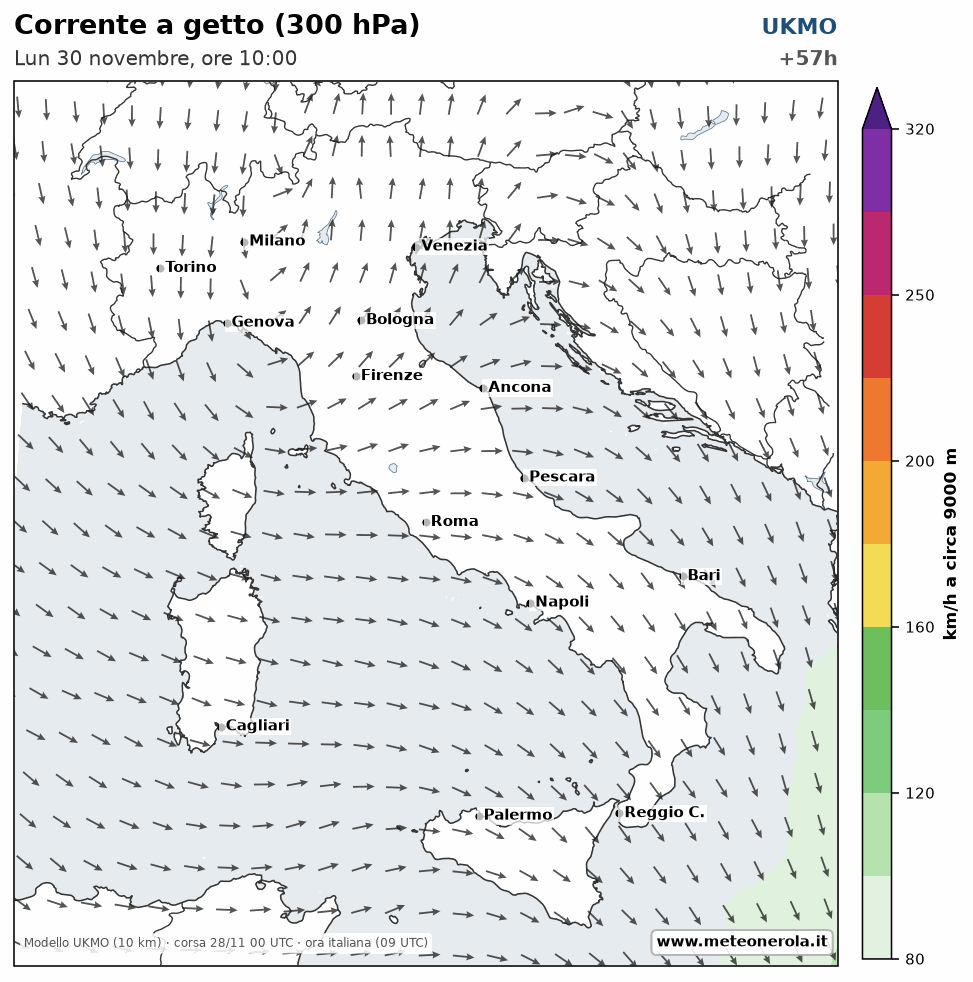 Corrente a getto (300 hPa)
UKMO
Lun 30 novembre, ore 10:00
+57h
Milano
Venezia
Torino
Genova
Bologna
Firenze
Ancona
Pescara
Roma
Bari
Napoli
Cagliari
Palermo
Reggio C.
Modello UKMO (10 km) · corsa 28/11 00 UTC · ora italiana (09 UTC)
www.meteonerola.it
320
250
200
160
120
80
km/h a circa 9000 m